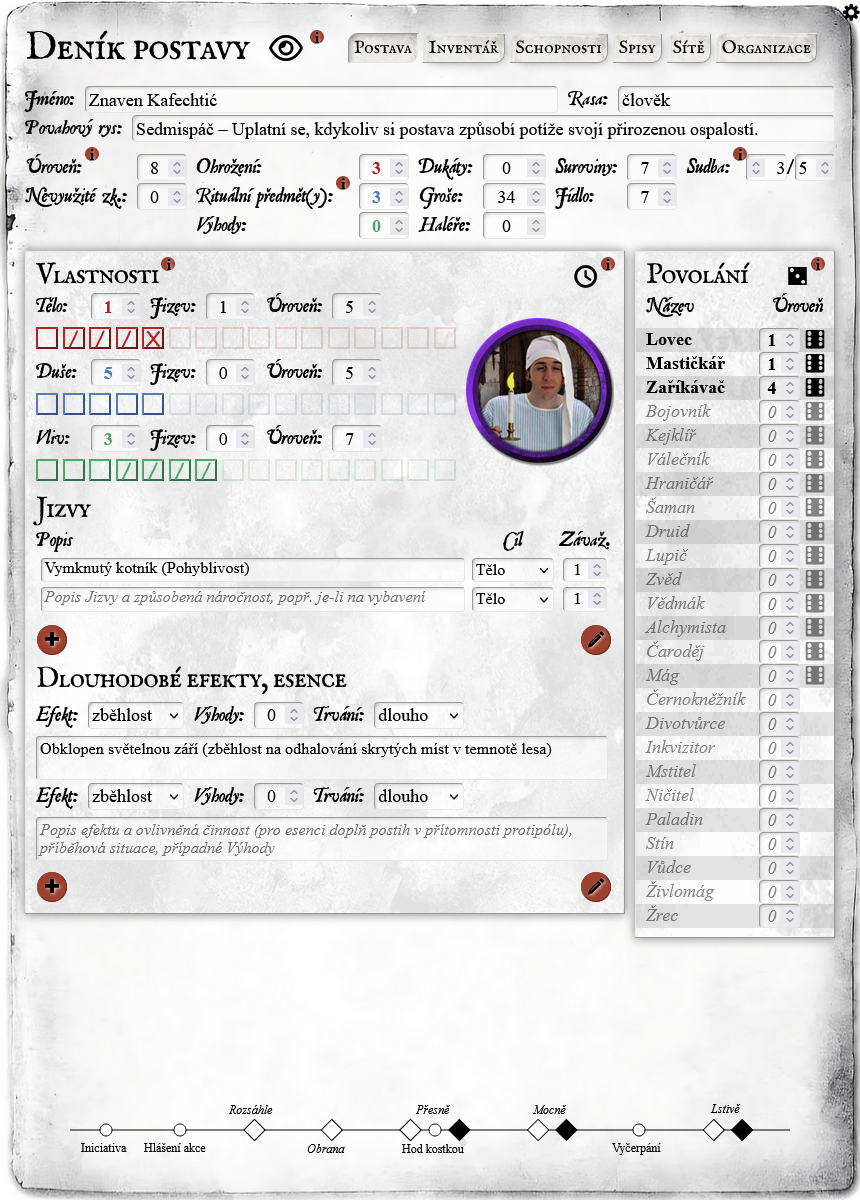 Deník postavy
Postava Inventář Schopnosti Spisy Sítě Organizace
Jméno: Znaven Kafechtić Rasa: člověk
Povahový rys: Sedmispáč – Uplatní se, kdykoliv si postava způsobí potíže svojí přirozenou ospalostí.
Úroveň: 8 Ohrožení: 3 Dukáty: 0 Suroviny: 7 Sudba: 3/5
Nevyužité zk.: 0 Rituální předmět(y): 3 Groše: 34 Jídlo: 7
Výhody: 0 Haléře: 0
Vlastnosti
Tělo: 1 Jizev: 1 Úroveň: 5
Duše: 5 Jizev: 0 Úroveň: 5
Vliv: 3 Jizev: 0 Úroveň: 7
Jizvy
Popis Cíl Závaž.
Vymknutý kotník (Pohyblivost) Tělo 1
Popis Jizvy a způsobená náročnost, popř. je-li na vybavení Tělo 1
Dlouhodobé efekty, esence
Efekt: zběhlost Výhody: 0 Trvání: dlouho
Obklopen světelnou září (zběhlost na odhalování skrytých míst v temnotě lesa)
Efekt: zběhlost Výhody: 0 Trvání: dlouho
Popis efektu a ovlivněná činnost (pro esenci doplň postih v přítomnosti protipólu),
příběhová situace, případné Výhody
Povolání
Název Úroveň
Lovec 1
Mastičkář 1
Zaříkávač 4
Bojovník 0
Kejklíř 0
Válečník 0
Hraničář 0
Šaman 0
Druid 0
Lupič 0
Zvěd 0
Vědmák 0
Alchymista 0
Čaroděj 0
Mág 0
Černokněžník 0
Divotvůrce 0
Inkvizitor 0
Mstitel 0
Ničitel 0
Paladin 0
Stín 0
Vůdce 0
Živlomág 0
Žrec 0
Rozsáhle Přesně Mocně Lstivě
Iniciativa Hlášení akce Obrana Hod kostkou Vyčerpání